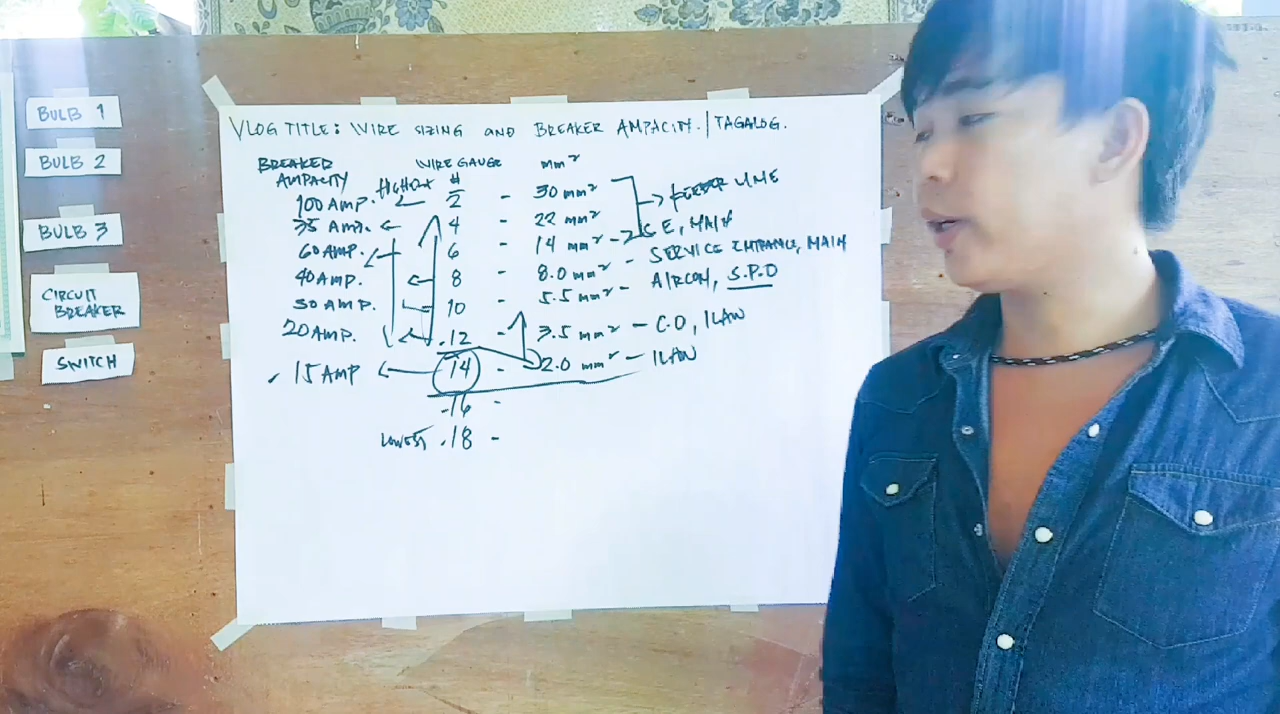 BULB 1
BULB 2
BULB 3
CIRCUIT
BREAKER
SWITCH
VLOG TITLE: WIRE SIZING AND BREAKER AMPACITY. / TAGALOG.
BREAKER AMPACITY WIRE GAUGE mm²
HIGHEST #
100 AMP. 2 - 30 mm² FEEDER LINE
AMP. 4 - 22 mm²
60 AMP. 6 - 14 mm² - S.E, MAIN
40 AMP. 8 - 8.0 mm² - SERVICE ENTRANCE, MAIN
30 AMP. 10 - 5.5 mm² - AIRCON, S.P.O
20 AMP. .12 - 3.5 mm² - C.O, ILAW
15 AMP 14 - 2.0 mm² - ILAW
-16 -
LOWEST .18 -